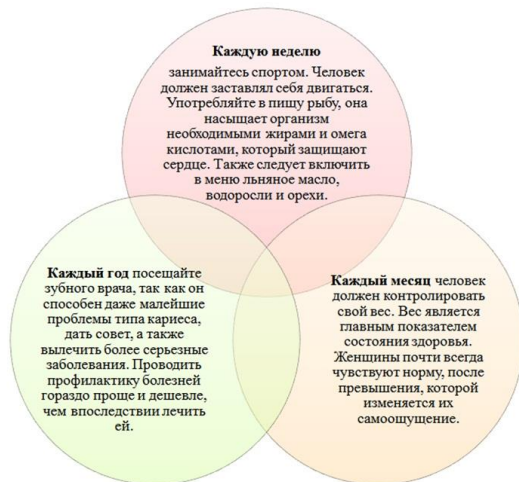 Каждую неделю
занимайтесь спортом. Человек
должен заставлял себя двигаться.
Употребляйте в пищу рыбу, она
насыщает организм
необходимыми жирами и омега
кислотами, который защищают
сердце. Также следует включить
в меню льняное масло,
водоросли и орехи.
Каждый год посещайте
зубного врача, так как он
способен даже малейшие
проблемы типа кариеса,
дать совет, а также
вылечить более серьезные
заболевания. Проводить
профилактику болезней
гораздо проще и дешевле,
чем впоследствии лечить
ей.
Каждый месяц человек
должен контролировать
свой вес. Вес является
главным показателем
состояния здоровья.
Женщины почти всегда
чувствуют норму, после
превышения, которой
изменяется их
самоощущение.